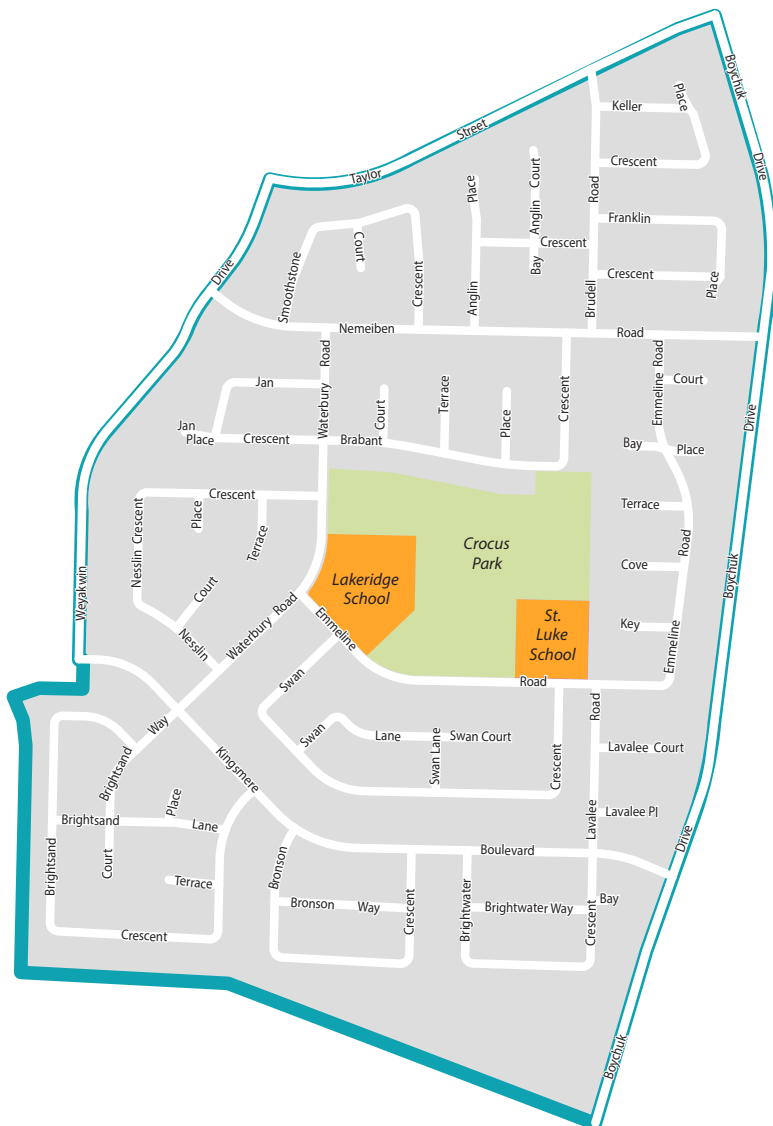 Boychuk
Drive
Street
Taylor
Drive
Keller
Place
Crescent
Road
Franklin
Crescent
Place
Brudell
Court
Anglin
Bay
Crescent
Place
Anglin
Court
Smoothstone
Crescent
Nemeiben
Road
Road
Waterbury
Jan
Jan
Place
Crescent
Brabant
Court
Terrace
Place
Crescent
Emmeline Road
Court
Drive
Bay
Place
Terrace
Road
Cove
Key
Emmeline
Boychuk
Crescent
Place
Terrace
Nesslin Crescent
Court
Nesslin
Weyakwin
Waterbury Road
Crocus
Park
Lakeridge
School
St.
Luke
School
Emmeline
Road
Road
Swan
Swan
Lane
Swan Lane
Swan Court
Crescent
Lavalee Court
Lavalee Pl
Lavalee
Way
Brightsand
Kingsmere
Brightsand
Place
Lane
Court
Brightsand
Terrace
Crescent
Boulevard
Drive
Bronson
Bronson Way
Crescent
Brightwater
Brightwater Way
Bay
Crescent
Boychuk